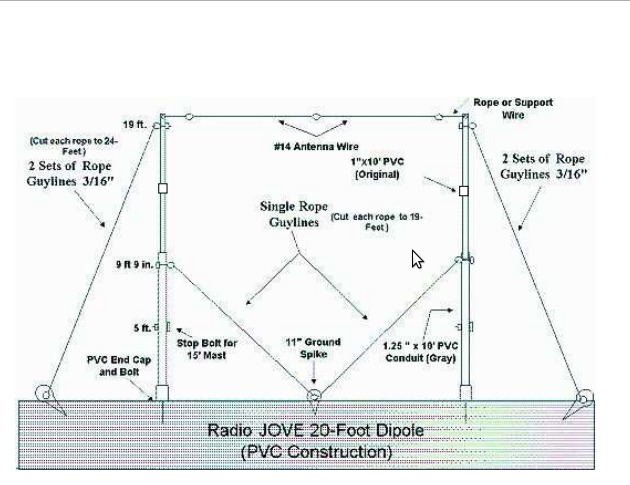 Rope or Support
Wire
19 ft.
(Cut each rope to 24-
Feet)
2 Sets of Rope
Guylines 3/16"
#14 Antenna Wire
1"x10' PVC
(Original)
2 Sets of Rope
Guylines 3/16"
Single Rope
Guylines
(Cut each rope to 19-
Feet)
9 ft 9 in.
5 ft.
Stop Bolt for
15' Mast
11" Ground
Spike
1.25 " x 10' PVC
Conduit (Gray)
PVC End Cap
and Bolt
Radio JOVE 20-Foot Dipole
(PVC Construction)